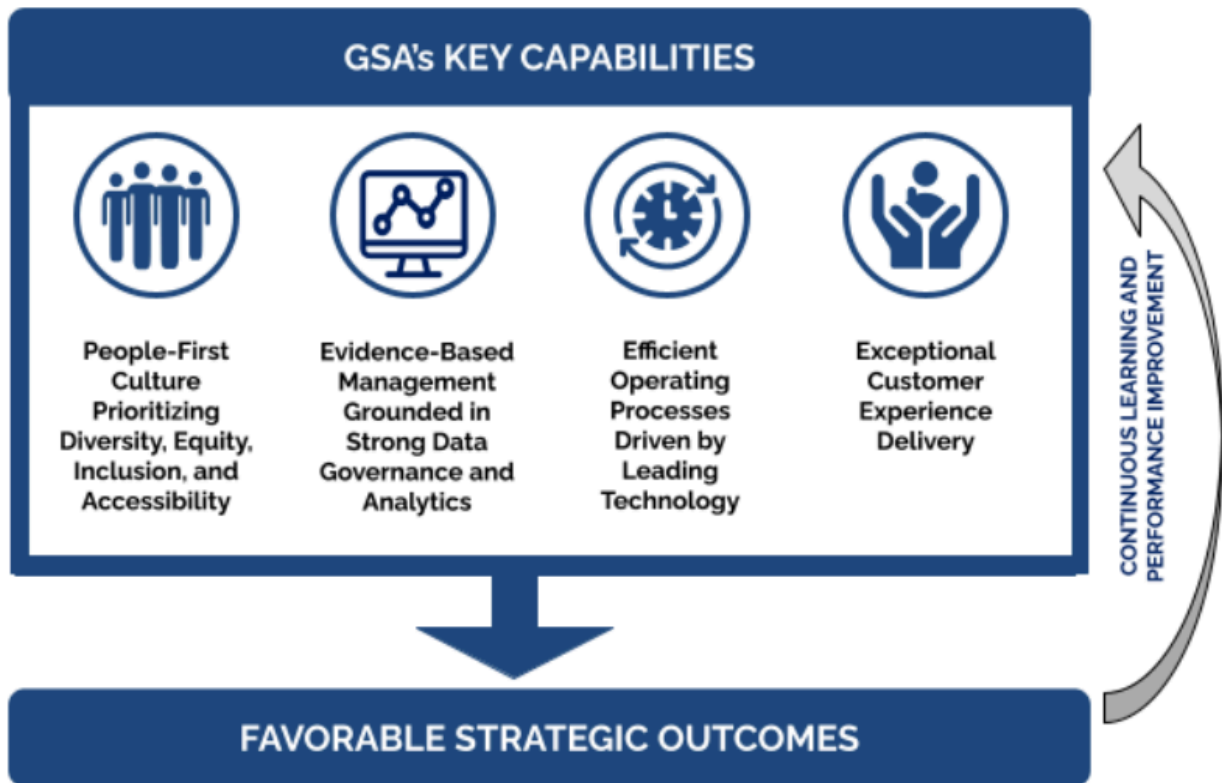 GSA's KEY CAPABILITIES
People-First
Culture
Prioritizing
Diversity, Equity,
Inclusion, and
Accessibility
Evidence-Based
Management
Grounded in
Strong Data
Governance and
Analytics
Efficient
Operating
Processes
Driven by
Leading
Technology
Exceptional
Customer
Experience
Delivery
CONTINUOUS LEARNING AND
PERFORMANCE IMPROVEMENT
FAVORABLE STRATEGIC OUTCOMES